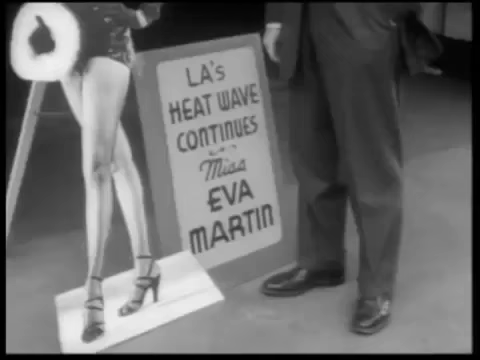 LA's
HEAT WAVE
CONTINUES
Miss
EVA
MARTIN